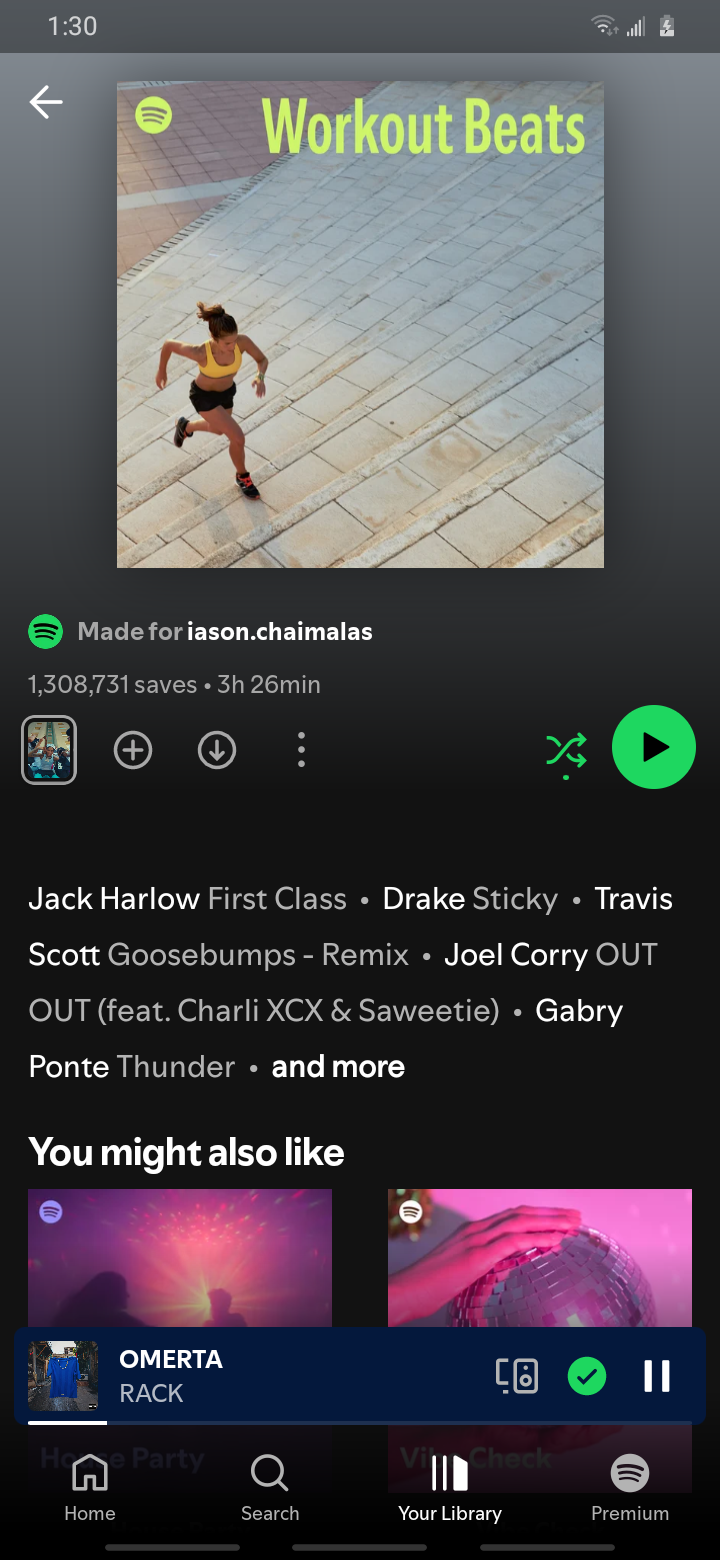 1:30
Workout Beats
Made for iason.chaimalas
1,308,731 saves • 3h 26min
Jack Harlow First Class • Drake Sticky • Travis
Scott Goosebumps - Remix • Joel Corry OUT
OUT (feat. Charli XCX & Saweetie) • Gabry
Ponte Thunder • and more
You might also like
OMERTA
RACK
House Party
Vibe Check
Home
Search
Your Library
Premium